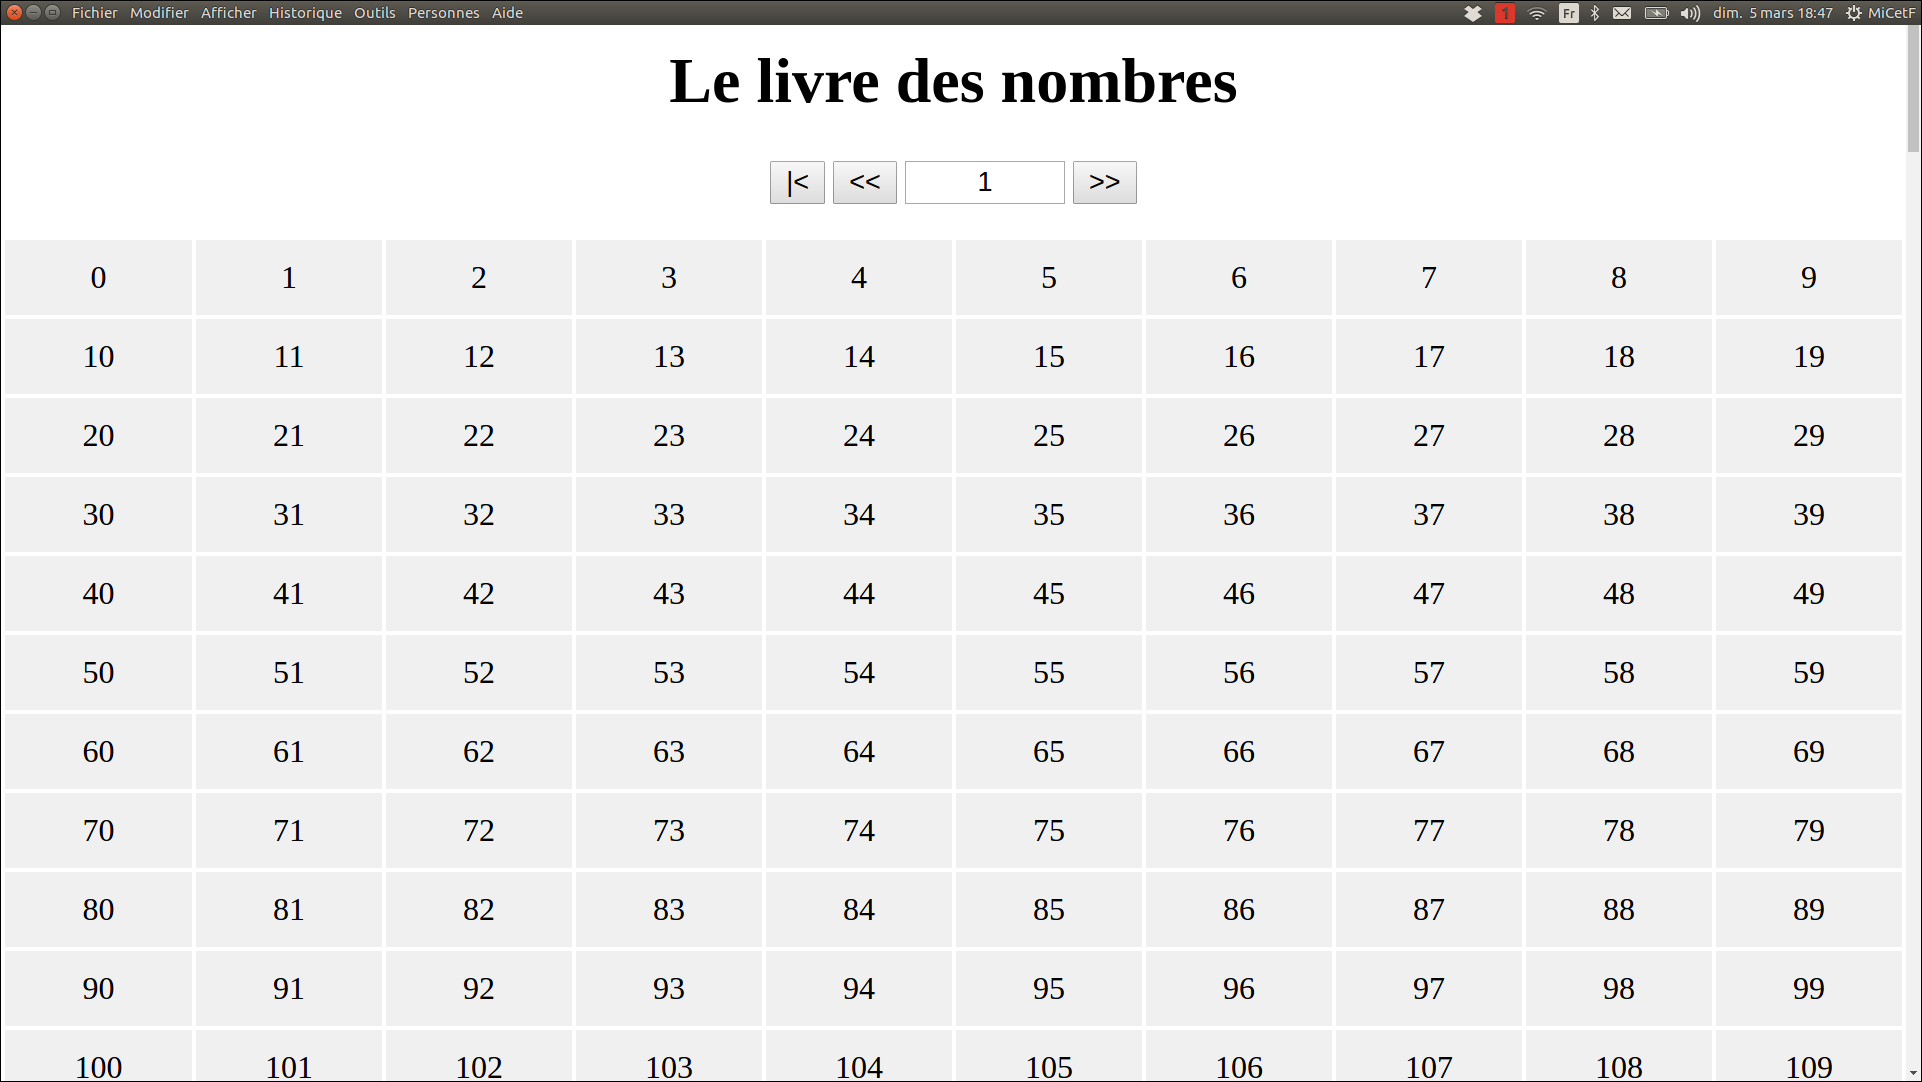 Fichier Modifier Afficher Historique Outils Personnes Aide 1 Fr dim. 5 mars 18:47 MiCetF
Le livre des nombres
|< << 1 >>
0 1 2 3 4 5 6 7 8 9
10 11 12 13 14 15 16 17 18 19
20 21 22 23 24 25 26 27 28 29
30 31 32 33 34 35 36 37 38 39
40 41 42 43 44 45 46 47 48 49
50 51 52 53 54 55 56 57 58 59
60 61 62 63 64 65 66 67 68 69
70 71 72 73 74 75 76 77 78 79
80 81 82 83 84 85 86 87 88 89
90 91 92 93 94 95 96 97 98 99
100 101 102 103 104 105 106 107 108 109